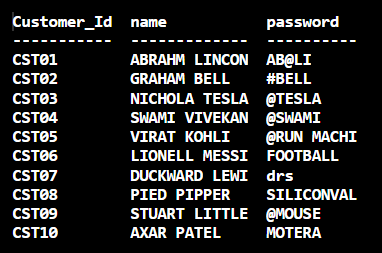 Customer_Id name password
----------- ------------- ----------
CST01 ABRAHM LINCON AB@LI
CST02 GRAHAM BELL #BELL
CST03 NICHOLA TESLA @TESLA
CST04 SWAMI VIVEKAN @SWAMI
CST05 VIRAT KOHLI @RUN MACHI
CST06 LIONELL MESSI FOOTBALL
CST07 DUCKWARD LEWI drs
CST08 PIED PIPPER SILICONVAL
CST09 STUART LITTLE @MOUSE
CST10 AXAR PATEL MOTERA